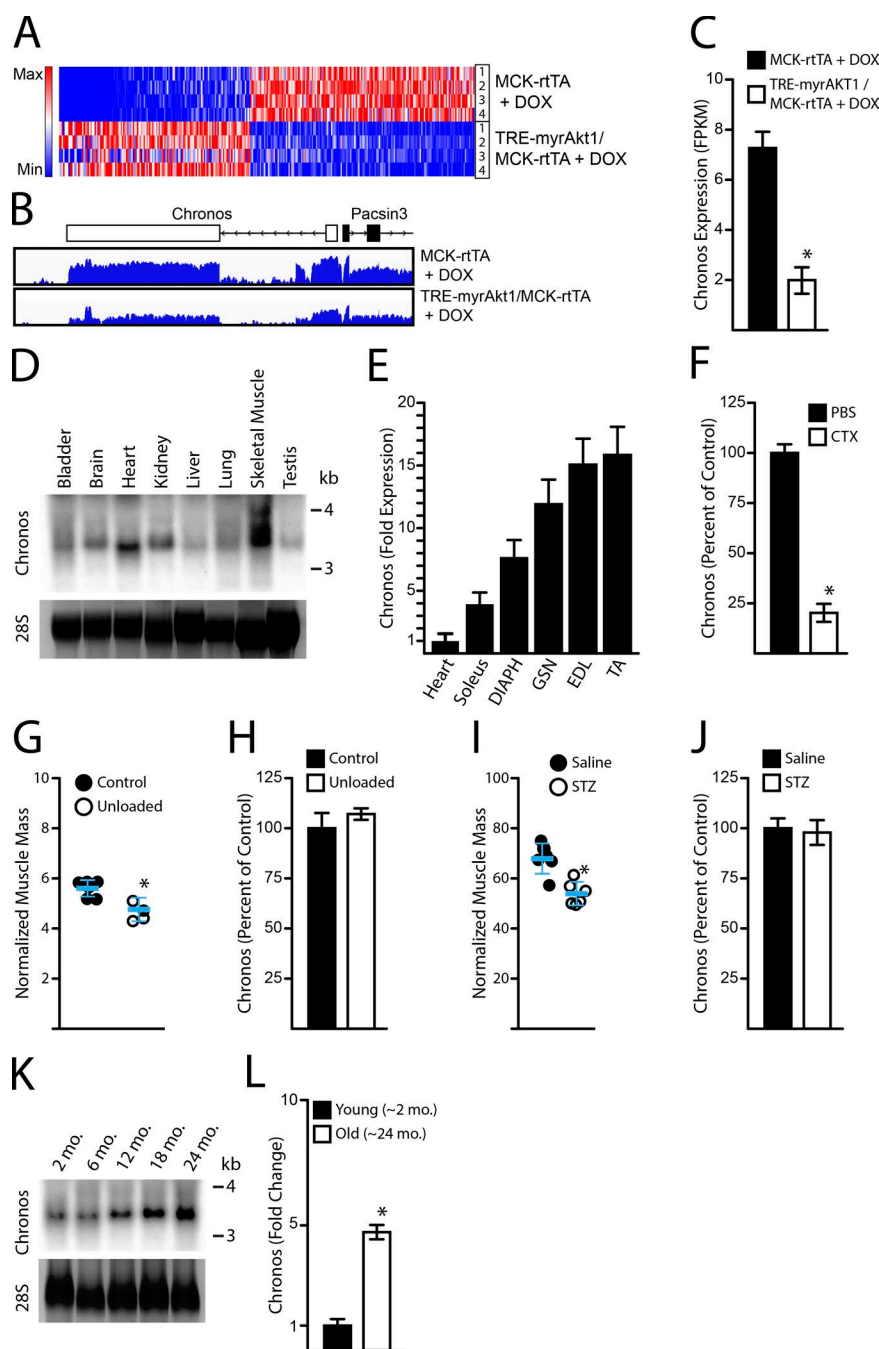 A
Max
Min
1
2
3
4
MCK-rtTA
+ DOX
1
2
3
4
TRE-myrAkt1/
MCK-rtTA + DOX
B
Chronos
Pacsin3
MCK-rtTA
+ DOX
TRE-myrAkt1/MCK-rtTA
+ DOX
C
MCK-rtTA + DOX
TRE-myrAKT1 /
MCK-rtTA + DOX
Chronos Expression (FPKM)
8
6
4
2
*
D
Bladder
Brain
Heart
Kidney
Liver
Lung
Skeletal Muscle
Testis
kb
Chronos
4
3
28S
E
Chronos (Fold Expression)
20
15
10
5
1
Heart
Soleus
DIAPH
GSN
EDL
TA
F
PBS
CTX
Chronos (Percent of Control)
125
100
75
50
25
*
G
Control
Unloaded
Normalized Muscle Mass
10
8
6
4
2
*
H
Control
Unloaded
Chronos (Percent of Control)
125
100
75
50
25
I
Saline
STZ
Normalized Muscle Mass
100
80
60
40
20
*
J
Saline
STZ
Chronos (Percent of Control)
125
100
75
50
25
K
2 mo.
6 mo.
12 mo.
18 mo.
24 mo.
kb
Chronos
4
3
28S
L
Young (~2 mo.)
Old (~24 mo.)
Chronos (Fold Change)
10
5
1
*